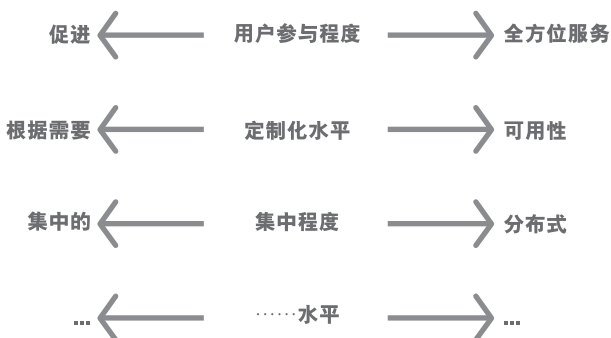 促进 用户参与程度 全方位服务
根据需要 定制化水平 可用性
集中的 集中程度 分布式
... ······水平 ...